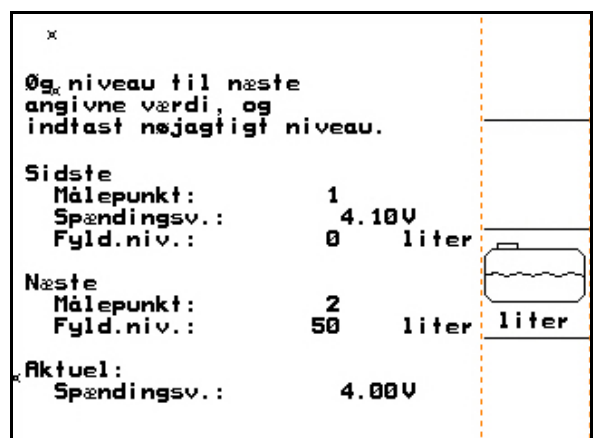 Øg niveau til næste
angivne værdi, og
indtast nøjagtigt niveau.
Sidste
Målepunkt: 1
Spændingsv.: 4.10V
Fyld.niv.: 0 liter
Næste
Målepunkt: 2
Fyld.niv.: 50 liter
liter
Aktuel:
Spændingsv.: 4.00V